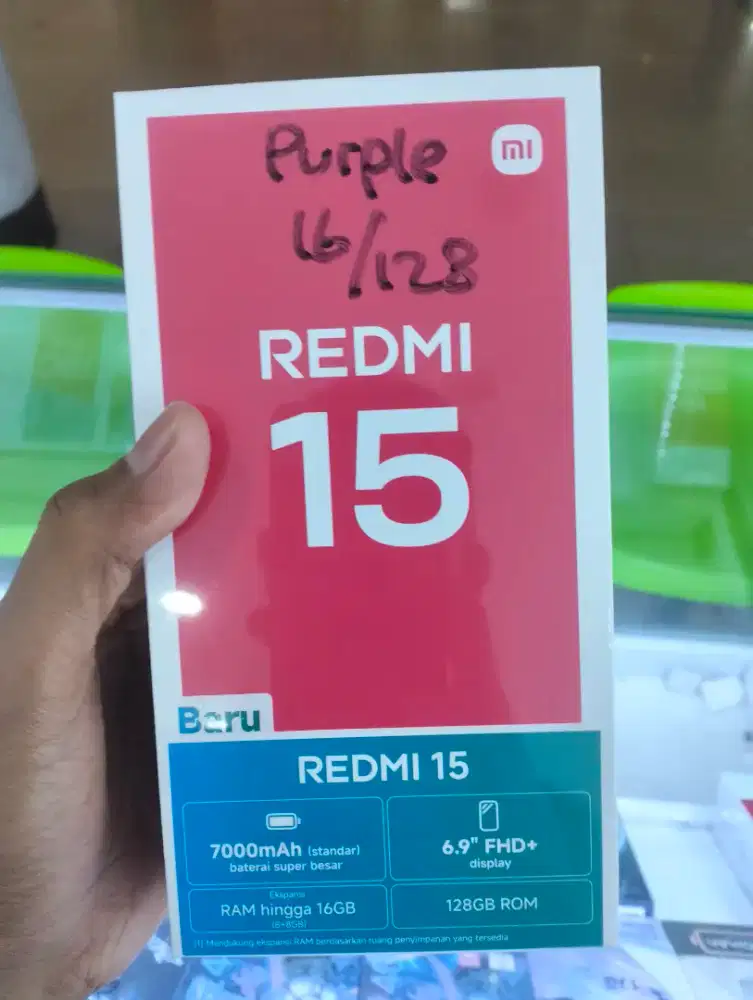 Purple
mi
16/128
REDMI
15
Baru
REDMI 15
7000mAh (standar)
baterai super besar
6.9" FHD+
display
Ekspansi
RAM hingga 16GB
(8+8GB)
128GB ROM
[1] Mendukung ekspansi RAM berdasarkan ruang penyimpanan yang tersedia